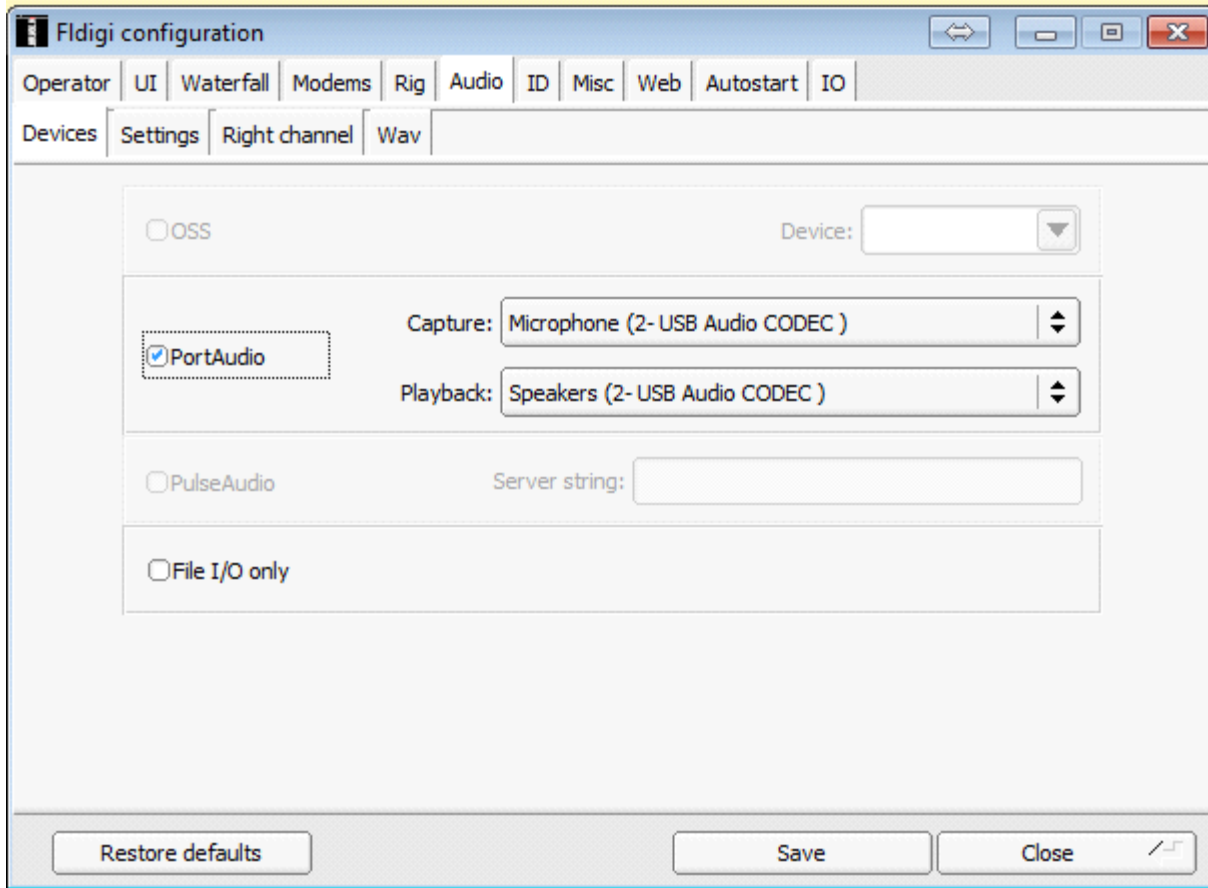 Fldigi configuration
Operator UI Waterfall Modems Rig Audio ID Misc Web Autostart IO
Devices Settings Right channel Wav
OSS Device:
Capture: Microphone (2- USB Audio CODEC )
PortAudio
Playback: Speakers (2- USB Audio CODEC )
PulseAudio Server string:
File I/O only
Restore defaults Save Close